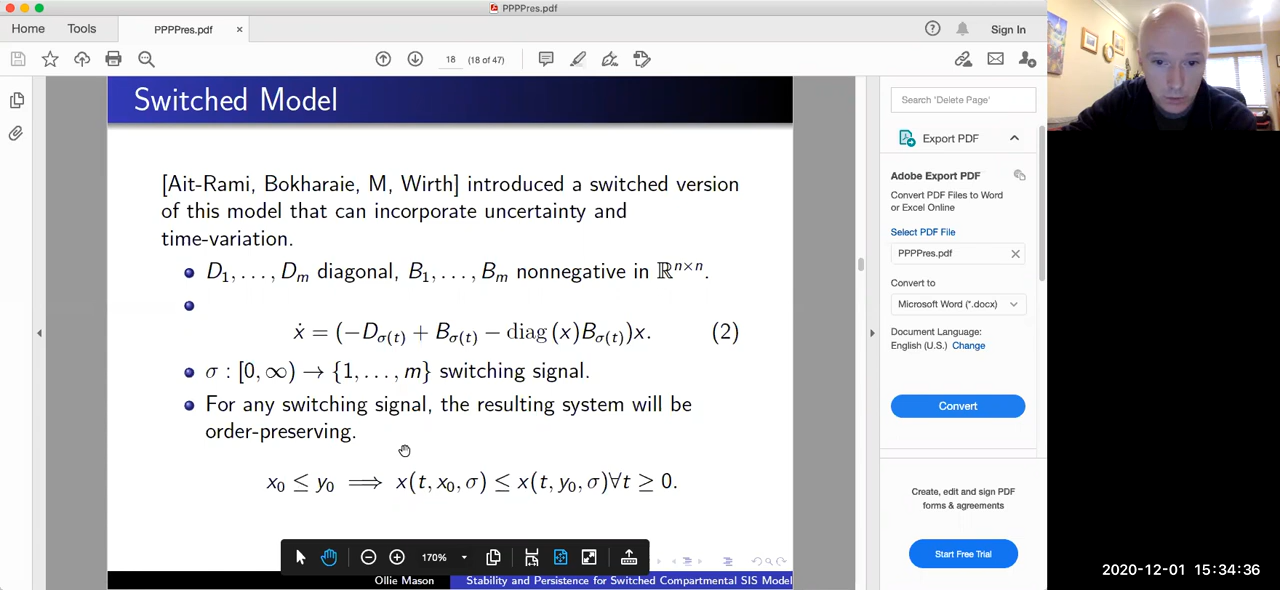 PPPPres.pdf
Home
Tools
PPPPres.pdf
Sign In
18
(18 of 47)
Switched Model
[Ait-Rami, Bokharaie, M, Wirth] introduced a switched version
of this model that can incorporate uncertainty and
time-variation.
D₁, . . . , Dₘ diagonal, B₁, . . . , Bₘ nonnegative in ℝⁿˣⁿ.
ẋ = (−D_σ(t) + B_σ(t) − diag (x)B_σ(t))x. (2)
σ : [0, ∞) → {1, . . . , m} switching signal.
For any switching signal, the resulting system will be
order-preserving.
x₀ ≤ y₀ ⟹ x(t, x₀, σ) ≤ x(t, y₀, σ)∀t ≥ 0.
170%
Ollie Mason
Stability and Persistence for Switched Compartmental SIS Model
Search 'Delete Page'
Export PDF
Adobe Export PDF
Convert PDF Files to Word
or Excel Online
Select PDF File
PPPPres.pdf
Convert to
Microsoft Word (*.docx)
Document Language:
English (U.S.) Change
Convert
Create, edit and sign PDF
forms & agreements
Start Free Trial
2020-12-01 15:34:36